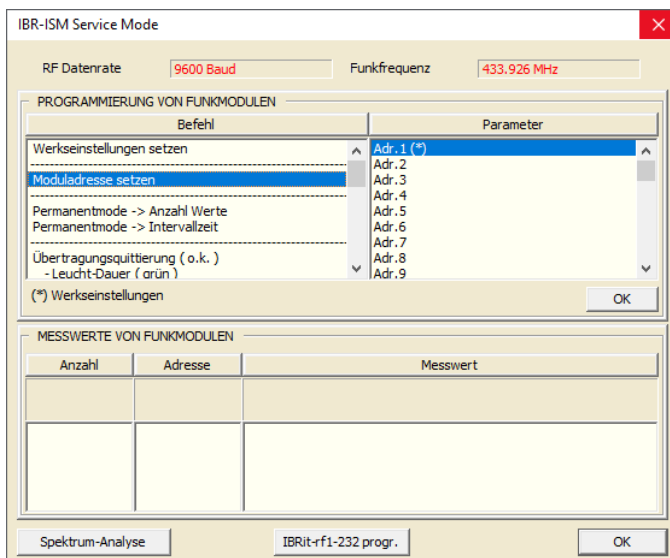 IBR-ISM Service Mode
RF Datenrate 9600 Baud Funkfrequenz 433.926 MHz
PROGRAMMIERUNG VON FUNKMODULEN
Befehl Parameter
Werkseinstellungen setzen Adr.1 (*)
Adr.2
Moduladresse setzen Adr.3
Adr.4
Permanentmode -> Anzahl Werte Adr.5
Permanentmode -> Intervallzeit Adr.6
Adr.7
Übertragungsquittierung ( o.k. ) Adr.8
- Leucht-Dauer ( grün ) Adr.9
(*) Werkseinstellungen OK
MESSWERTE VON FUNKMODULEN
Anzahl Adresse Messwert
Spektrum-Analyse IBRit-rf1-232 progr. OK